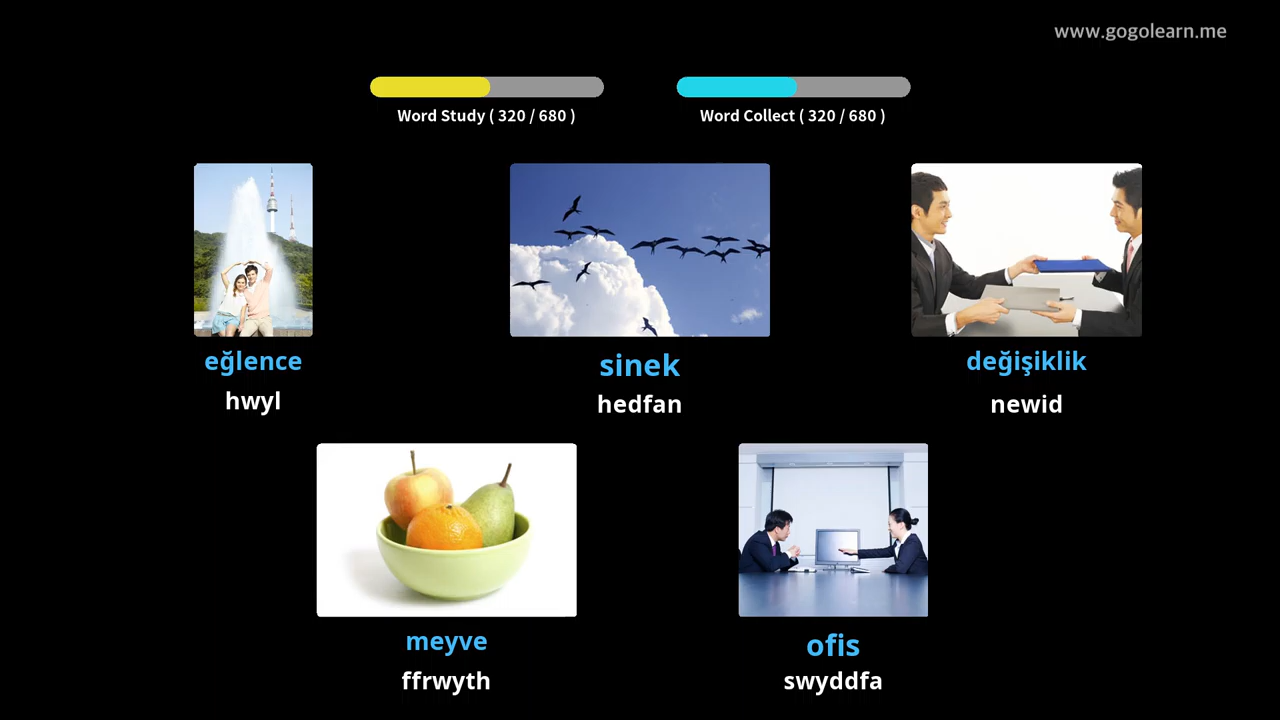 www.gogolearn.me
Word Study ( 320 / 680 )
Word Collect ( 320 / 680 )
eğlence
hwyl
sinek
hedfan
değişiklik
newid
meyve
ffrwyth
ofis
swyddfa